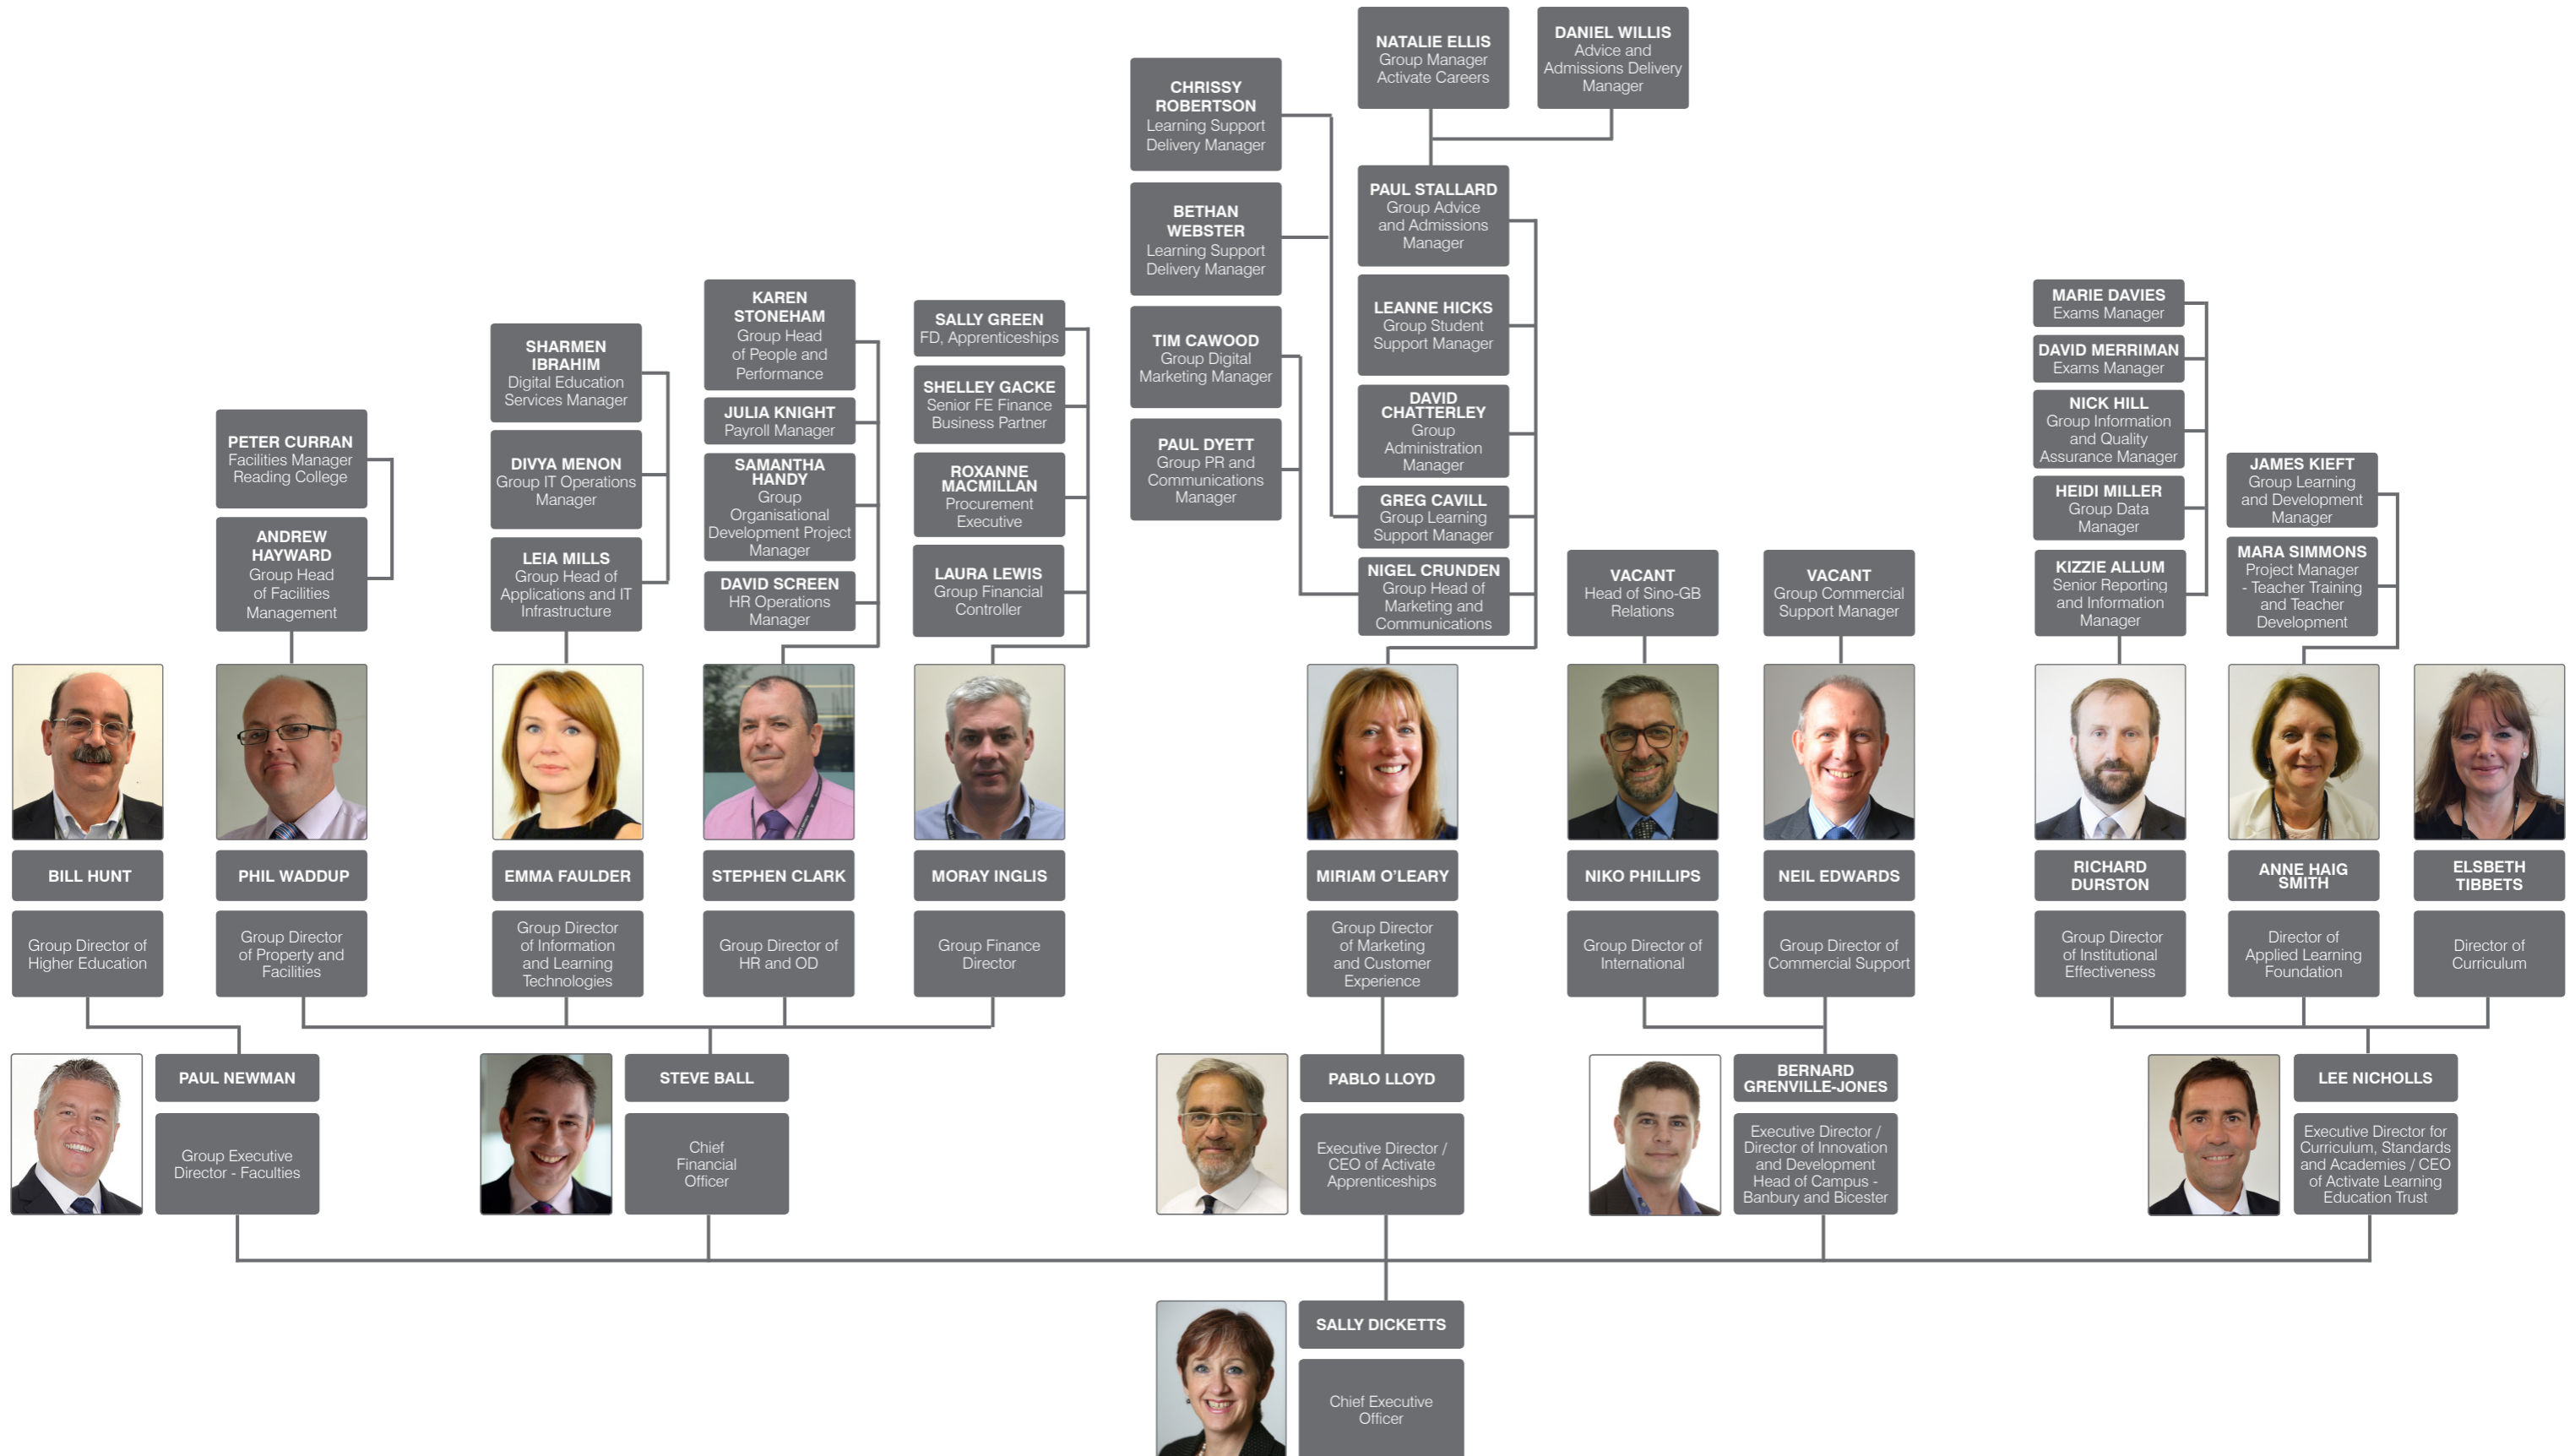 NATALIE ELLIS
Group Manager
Activate Careers
DANIEL WILLIS
Advice and
Admissions Delivery
Manager
CHRISSY
ROBERTSON
Learning Support
Delivery Manager
BETHAN
WEBSTER
Learning Support
Delivery Manager
TIM CAWOOD
Group Digital
Marketing Manager
PAUL DYETT
Group PR and
Communications
Manager
PAUL STALLARD
Group Advice
and Admissions
Manager
LEANNE HICKS
Group Student
Support Manager
DAVID
CHATTERLEY
Group
Administration
Manager
GREG CAVILL
Group Learning
Support Manager
NIGEL CRUNDEN
Group Head of
Marketing and
Communications
PETER CURRAN
Facilities Manager
Reading College
ANDREW
HAYWARD
Group Head
of Facilities
Management
SHARMEN
IBRAHIM
Digital Education
Services Manager
DIVYA MENON
Group IT Operations
Manager
LEIA MILLS
Group Head of
Applications and IT
Infrastructure
KAREN
STONEHAM
Group Head
of People and
Performance
JULIA KNIGHT
Payroll Manager
SAMANTHA
HANDY
Group
Organisational
Development Project
Manager
DAVID SCREEN
HR Operations
Manager
SALLY GREEN
FD, Apprenticeships
SHELLEY GACKE
Senior FE Finance
Business Partner
ROXANNE
MACMILLAN
Procurement
Executive
LAURA LEWIS
Group Financial
Controller
VACANT
Head of Sino-GB
Relations
VACANT
Group Commercial
Support Manager
MARIE DAVIES
Exams Manager
DAVID MERRIMAN
Exams Manager
NICK HILL
Group Information
and Quality
Assurance Manager
HEIDI MILLER
Group Data
Manager
KIZZIE ALLUM
Senior Reporting
and Information
Manager
JAMES KIEFT
Group Learning
and Development
Manager
MARA SIMMONS
Project Manager
- Teacher Training
and Teacher
Development
BILL HUNT
Group Director of
Higher Education
PHIL WADDUP
Group Director
of Property and
Facilities
EMMA FAULDER
Group Director
of Information
and Learning
Technologies
STEPHEN CLARK
Group Director of
HR and OD
MORAY INGLIS
Group Finance
Director
MIRIAM O'LEARY
Group Director
of Marketing
and Customer
Experience
NIKO PHILLIPS
Group Director of
International
NEIL EDWARDS
Group Director of
Commercial Support
RICHARD
DURSTON
Group Director
of Institutional
Effectiveness
ANNE HAIG
SMITH
Director of
Applied Learning
Foundation
ELSBETH
TIBBETS
Director of
Curriculum
PAUL NEWMAN
Group Executive
Director - Faculties
STEVE BALL
Chief
Financial
Officer
PABLO LLOYD
Executive Director /
CEO of Activate
Apprenticeships
BERNARD
GRENVILLE-JONES
Executive Director /
Director of Innovation
and Development
Head of Campus -
Banbury and Bicester
LEE NICHOLLS
Executive Director for
Curriculum, Standards
and Academies / CEO
of Activate Learning
Education Trust
SALLY DICKETTS
Chief Executive
Officer